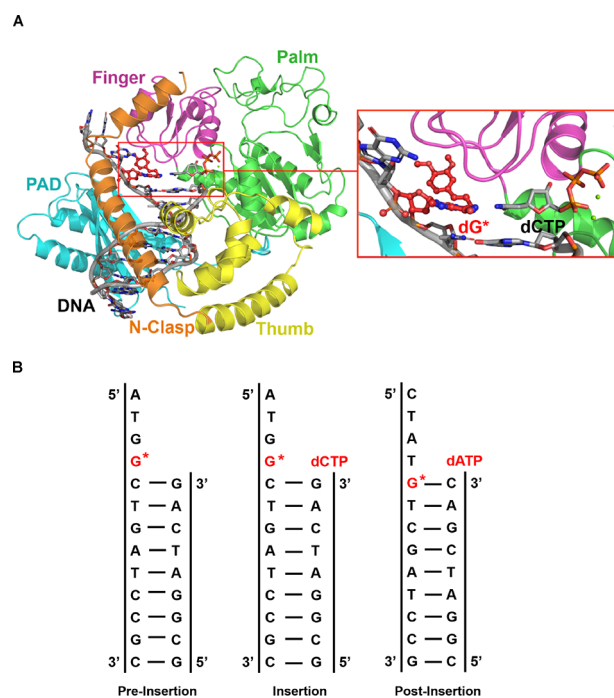 A
Finger
Palm
PAD
DNA
N-Clasp
Thumb
dG*
dCTP
B
5’ A 5’ A 5’ C
T T T
G G A
G* G* dCTP T dATP
C G 3’ C G 3’ G* C 3’
T A T A T A
G C G C C G
A T A T G C
T A T A A T
C G C G T A
C G C G C G
G C G C C G
3’ C G 5’ 3’ C G 5’ 3’ G C 5’
Pre-Insertion Insertion Post-Insertion